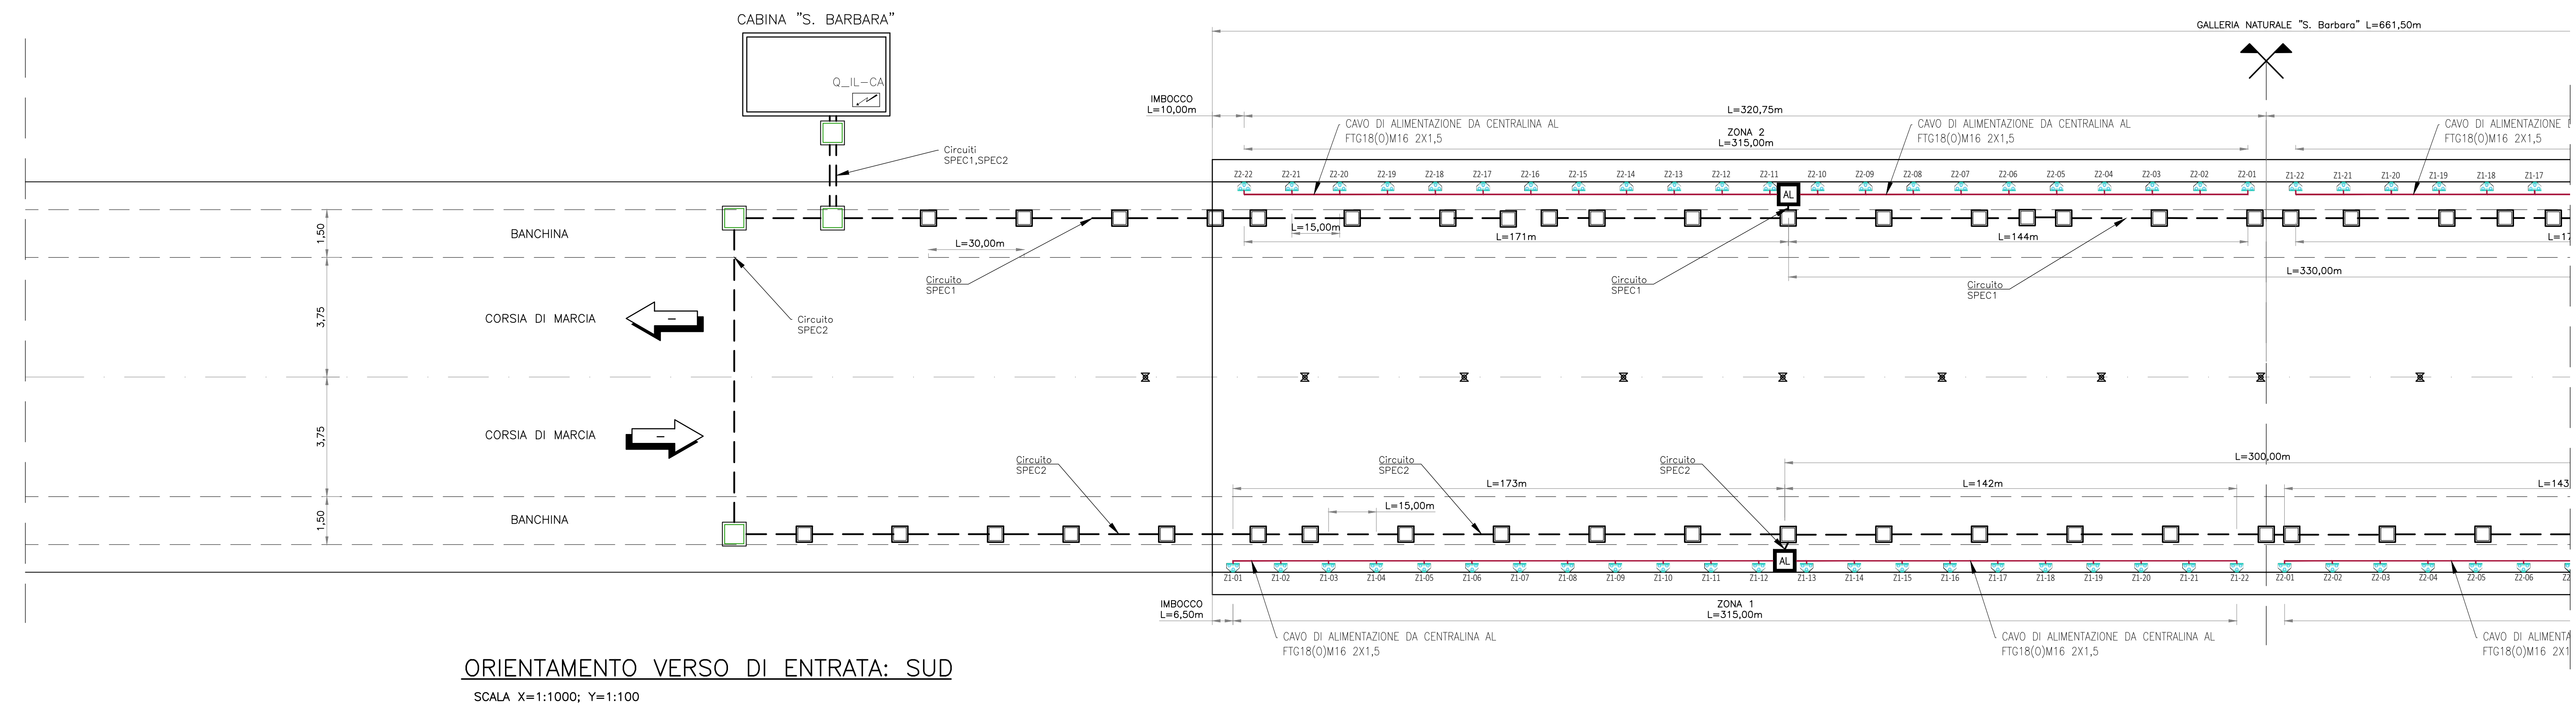 CABINA "S. BARBARA"
Q_IL-CA
GALLERIA NATURALE "S. Barbara" L=661,50m
IMBOCCO
L=10,00m
L=320,75m
CAVO DI ALIMENTAZIONE DA CENTRALINA AL
FTG18(O)M16 2X1,5
CAVO DI ALIMENTAZIONE DA CENTRALINA AL
FTG18(O)M16 2X1,5
CAVO DI ALIMENTAZIONE
FTG18(O)M16 2X1,5
ZONA 2
L=315,00m
Circuiti
SPEC1,SPEC2
Z2-22 Z2-21 Z2-20 Z2-19 Z2-18 Z2-17 Z2-16 Z2-15 Z2-14 Z2-13 Z2-12 Z2-11 Z2-10 Z2-09 Z2-08 Z2-07 Z2-06 Z2-05 Z2-04 Z2-03 Z2-02 Z2-01 Z1-22 Z1-21 Z1-20 Z1-19 Z1-18 Z1-17
AL
1,50
BANCHINA
L=30,00m
L=15,00m
L=171m
L=144m
L=330,00m
Circuito
SPEC1
Circuito
SPEC1
Circuito
SPEC1
3,75
CORSIA DI MARCIA
Circuito
SPEC2
3,75
CORSIA DI MARCIA
Circuito
SPEC2
Circuito
SPEC2
Circuito
SPEC2
L=300,00m
L=173m
L=142m
L=143
L=15,00m
1,50
BANCHINA
AL
Z1-01 Z1-02 Z1-03 Z1-04 Z1-05 Z1-06 Z1-07 Z1-08 Z1-09 Z1-10 Z1-11 Z1-12 Z1-13 Z1-14 Z1-15 Z1-16 Z1-17 Z1-18 Z1-19 Z1-20 Z1-21 Z1-22 Z2-01 Z2-02 Z2-03 Z2-04 Z2-05 Z2-06
IMBOCCO
L=6,50m
ZONA 1
L=315,00m
CAVO DI ALIMENTAZIONE DA CENTRALINA AL
FTG18(O)M16 2X1,5
CAVO DI ALIMENTAZIONE DA CENTRALINA AL
FTG18(O)M16 2X1,5
CAVO DI
FTG18(O)M16
ORIENTAMENTO VERSO DI ENTRATA: SUD
SCALA X=1:1000; Y=1:100